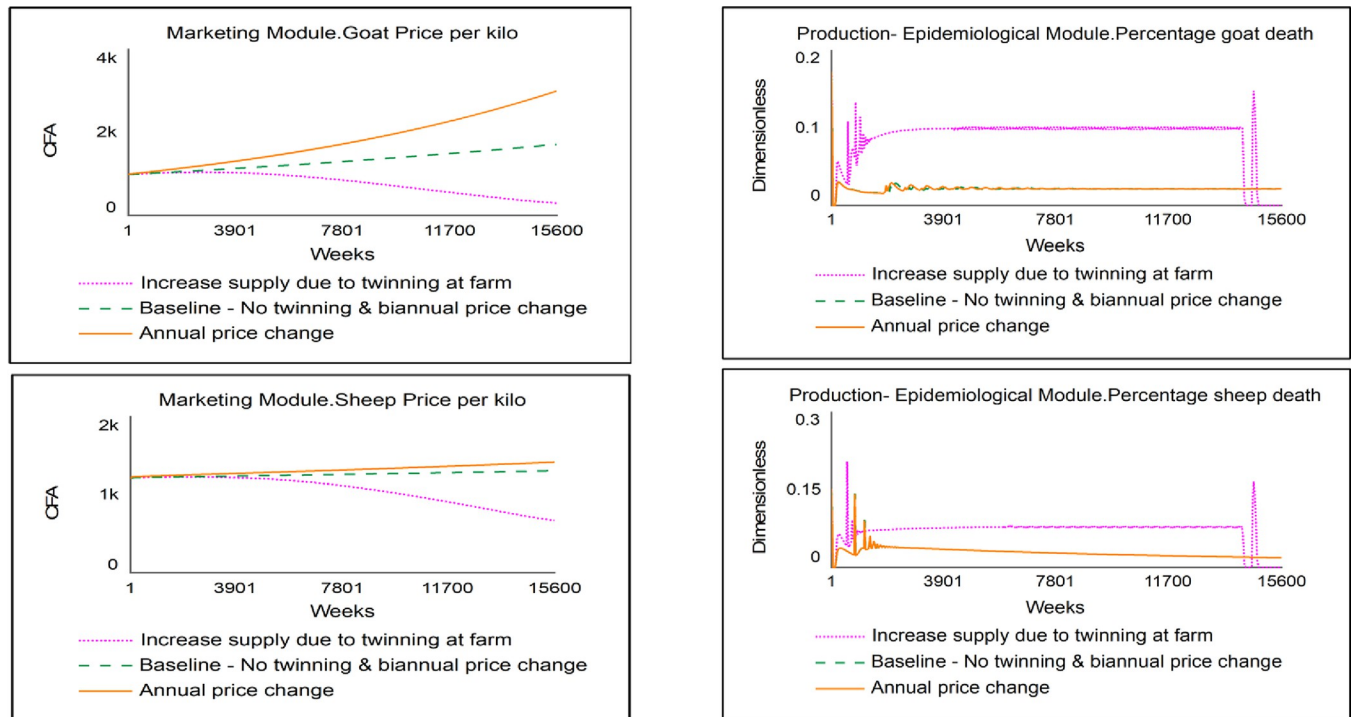 Marketing Module.Goat Price per kilo
4k
2k
0
CFA
1 3901 7801 11700 15600
Weeks
Increase supply due to twinning at farm
Baseline - No twinning & biannual price change
Annual price change
Production- Epidemiological Module.Percentage goat death
0.2
0.1
0
Dimensionless
1 3901 7801 11700 15600
Weeks
Increase supply due to twinning at farm
Baseline - No twinning & biannual price change
Annual price change
Marketing Module.Sheep Price per kilo
2k
1k
0
CFA
1 3901 7801 11700 15600
Weeks
Increase supply due to twinning at farm
Baseline - No twinning & biannual price change
Annual price change
Production- Epidemiological Module.Percentage sheep death
0.3
0.15
0
Dimensionless
1 3901 7801 11700 15600
Weeks
Increase supply due to twinning at farm
Baseline - No twinning & biannual price change
Annual price change